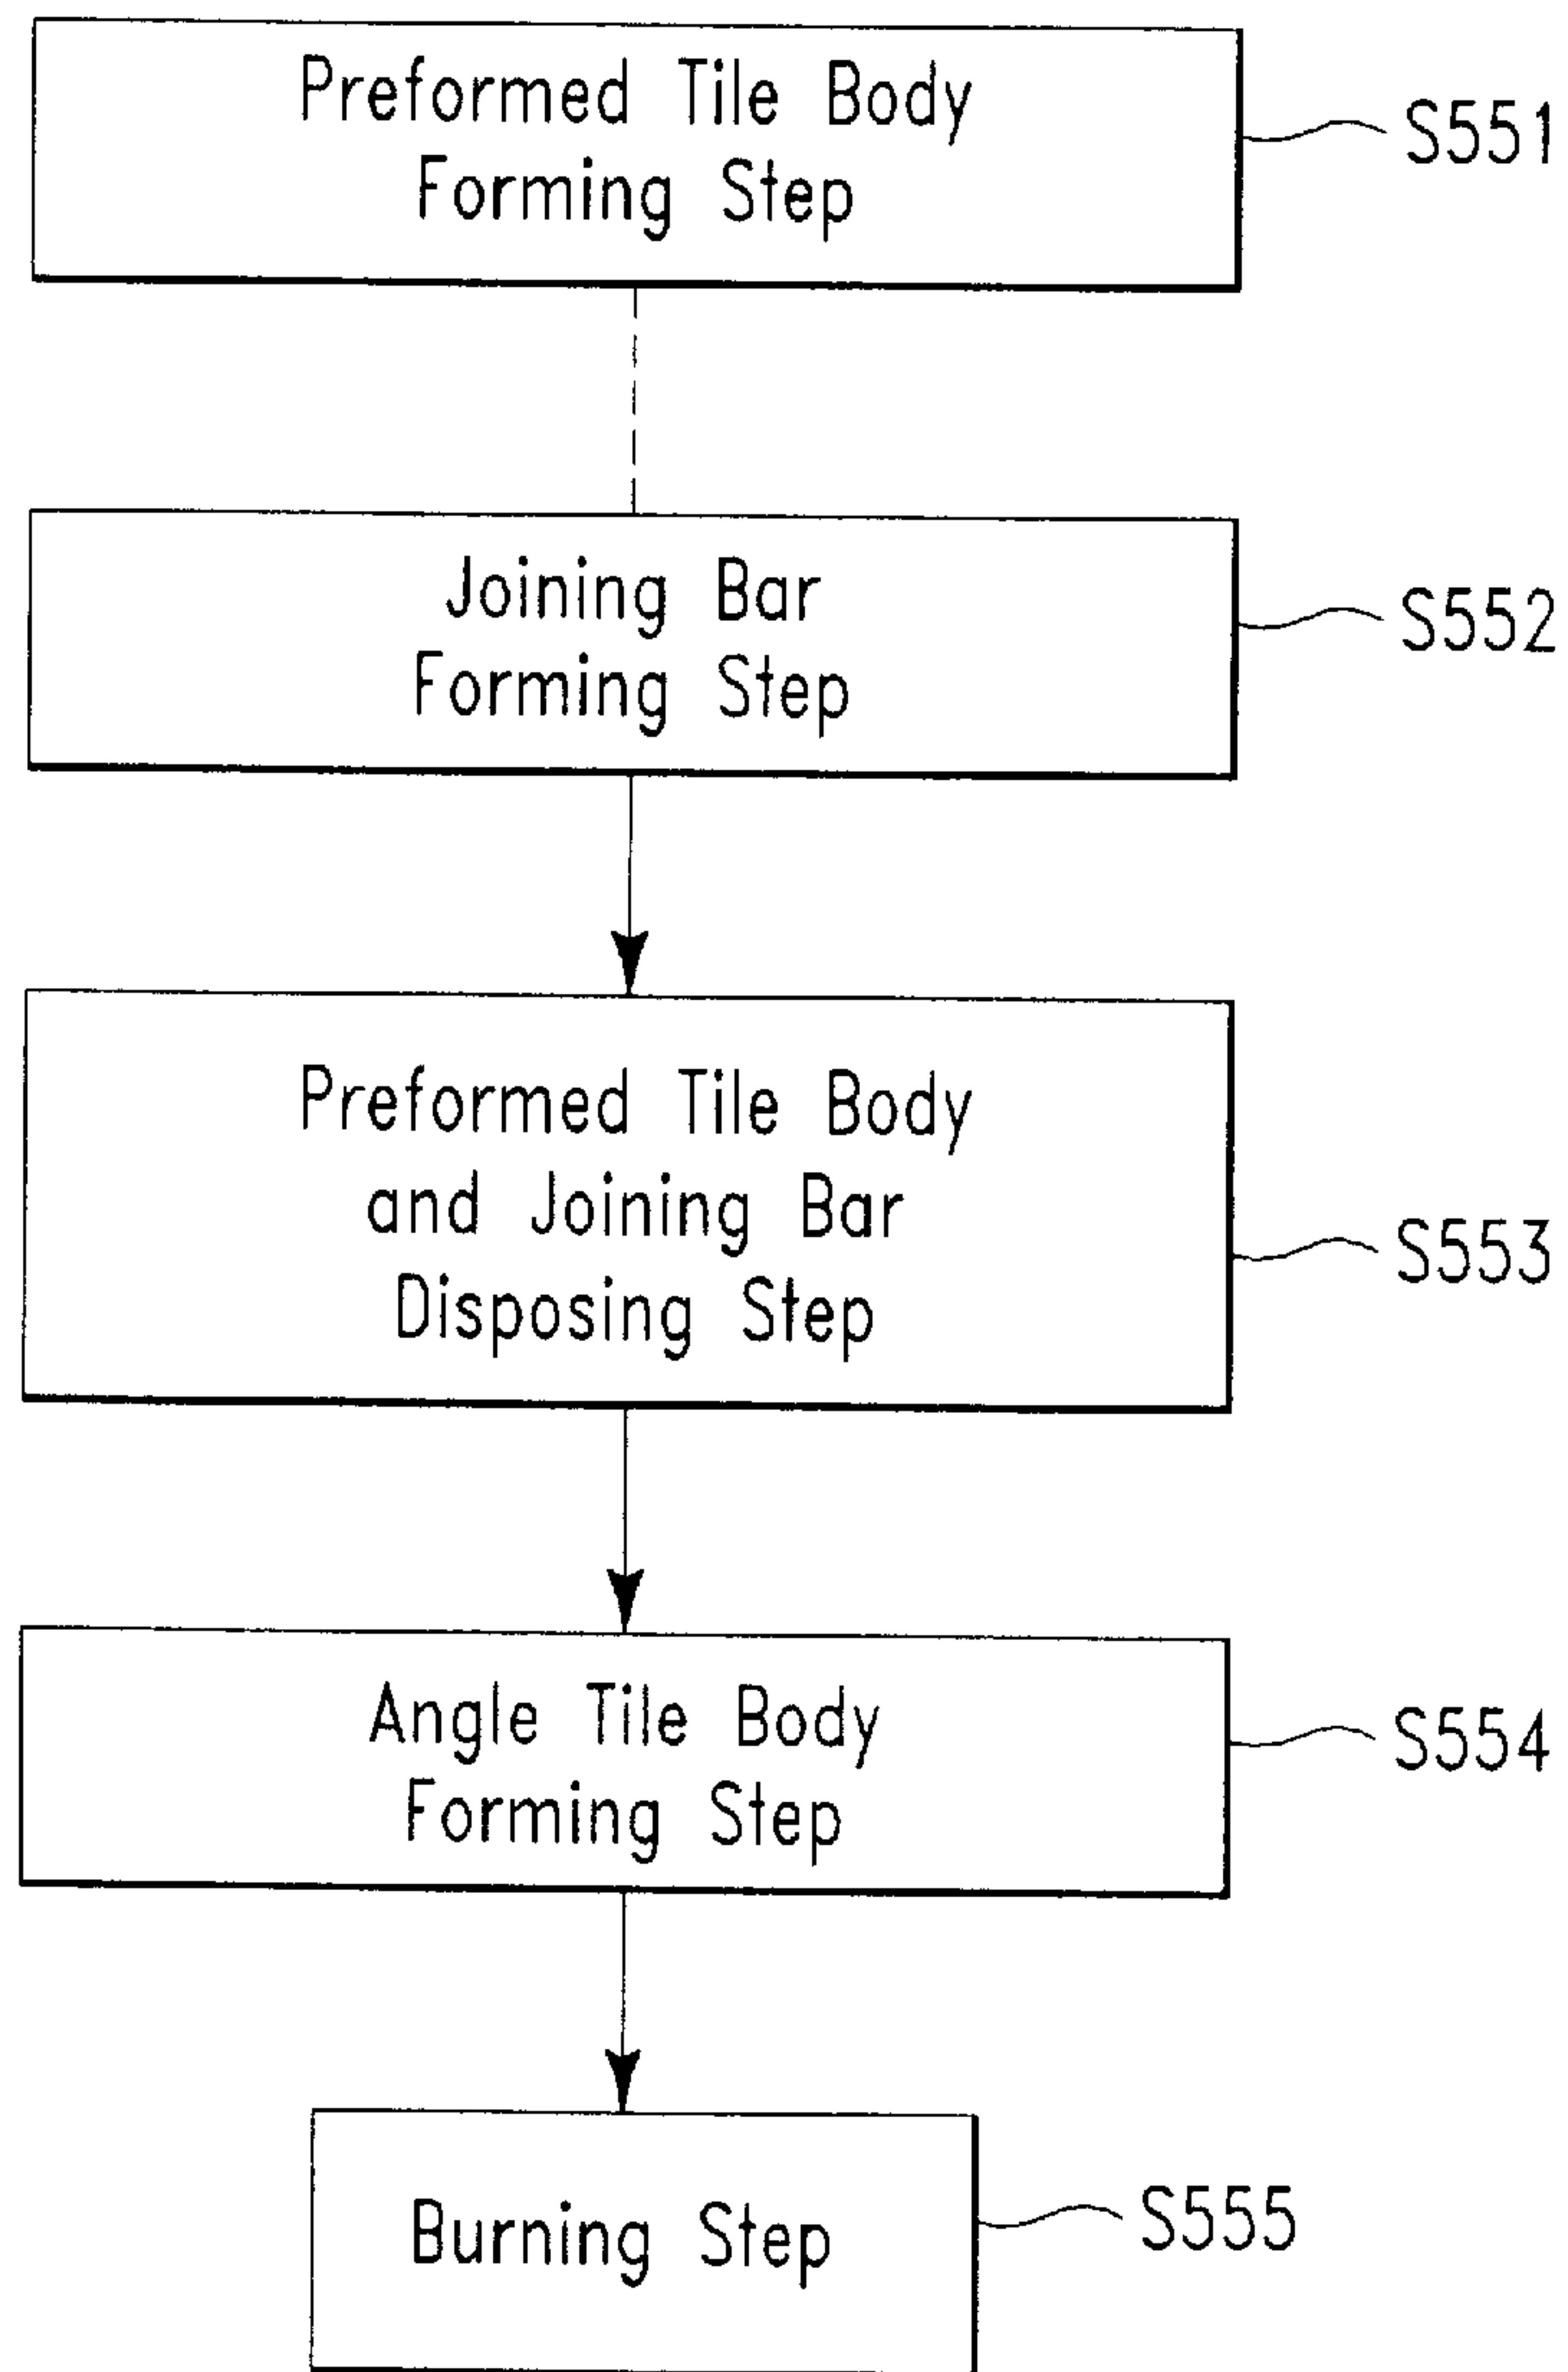 Preformed Tile Body
Forming Step
S551
Joining Bar
Forming Step
S552
Preformed Tile Body
and Joining Bar
Disposing Step
S553
Angle Tile Body
Forming Step
S554
Burning Step
S555